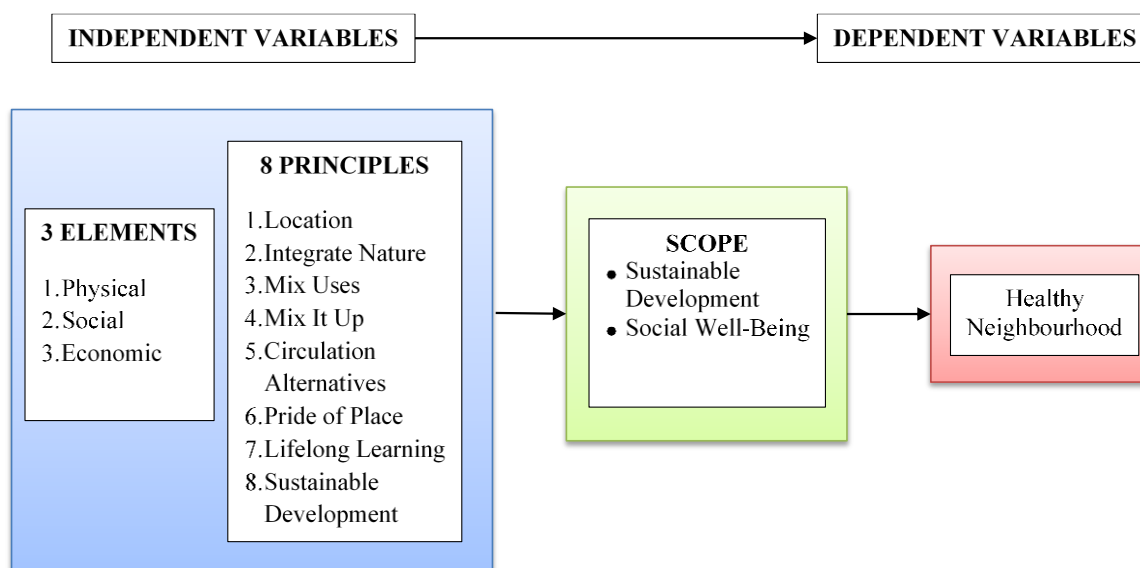 INDEPENDENT VARIABLES
DEPENDENT VARIABLES
3 ELEMENTS
1.Physical
2.Social
3.Economic
8 PRINCIPLES
1.Location
2.Integrate Nature
3.Mix Uses
4.Mix It Up
5.Circulation
Alternatives
6.Pride of Place
7.Lifelong Learning
8.Sustainable
Development
SCOPE
● Sustainable
Development
● Social Well-Being
Healthy
Neighbourhood